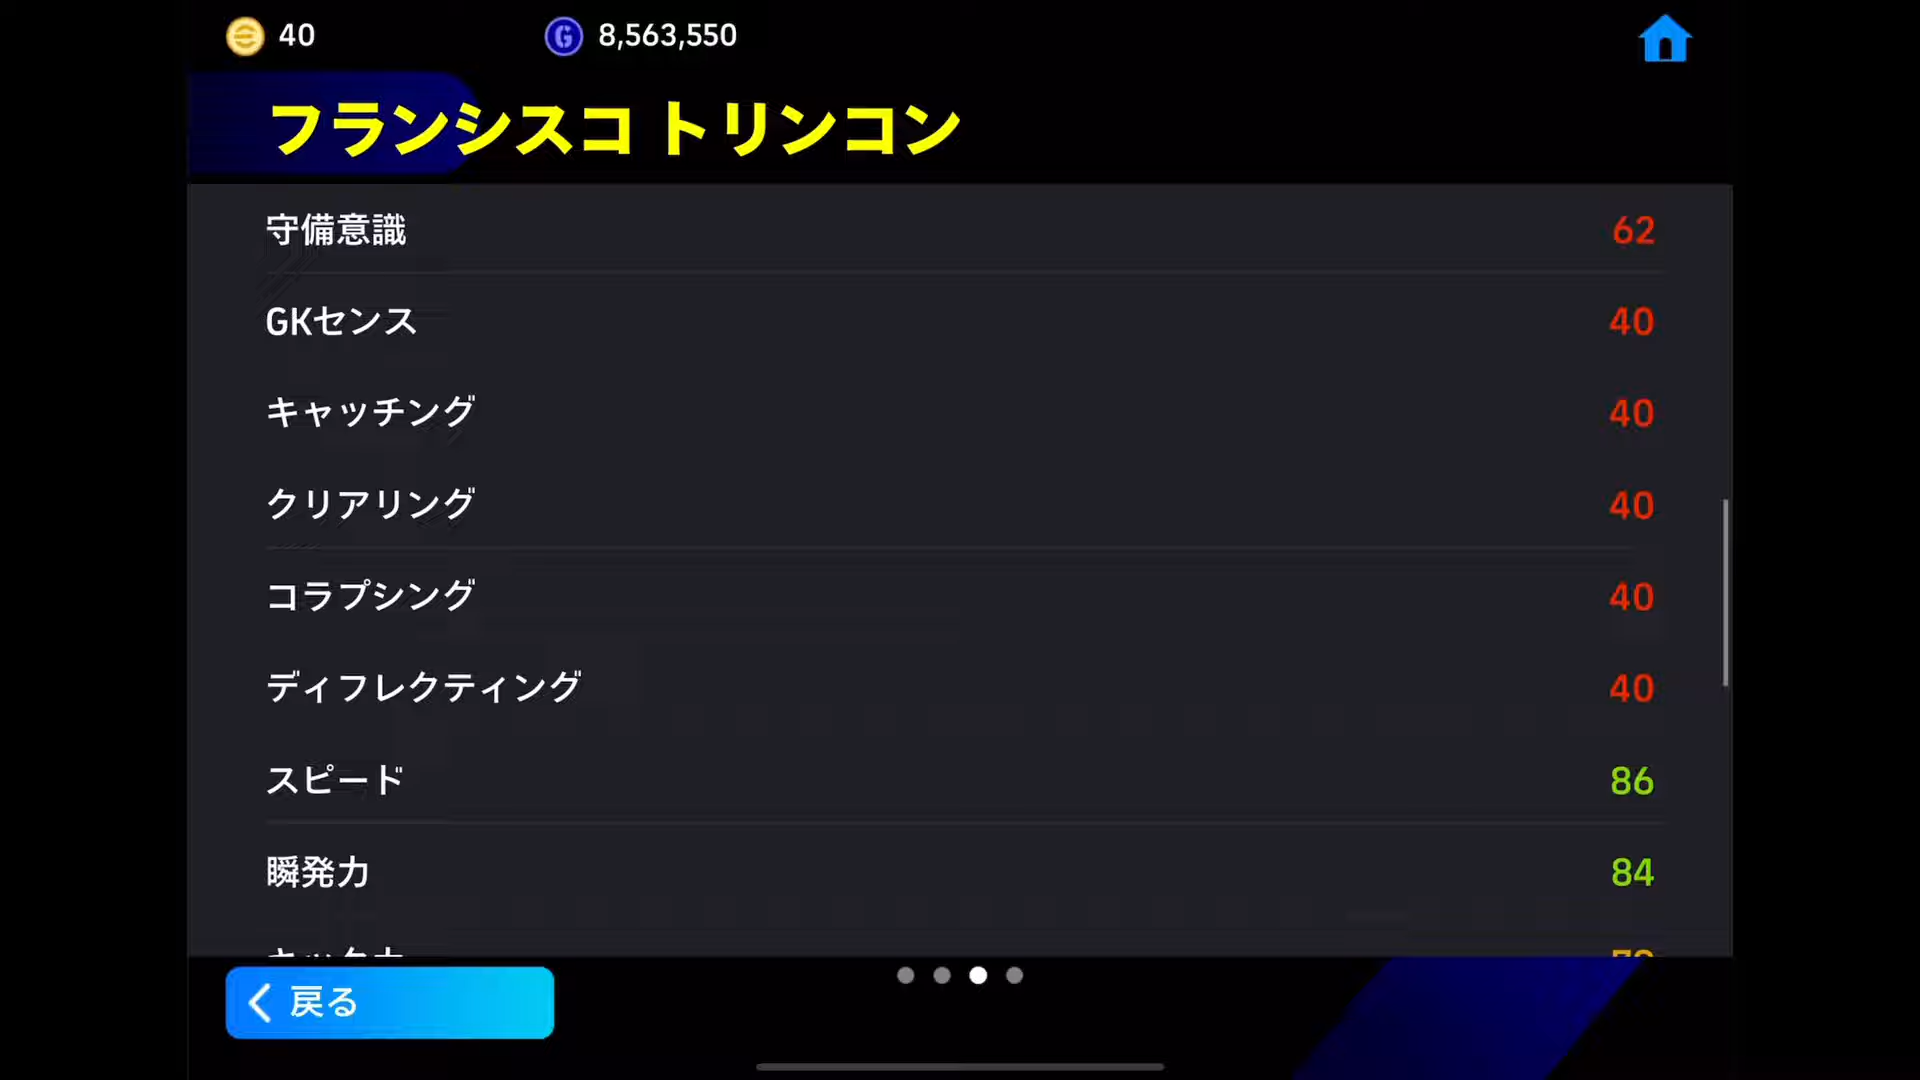 40
8,563,550
フランシスコ トリンコン
守備意識 62
GKセンス 40
キャッチング 40
クリアリング 40
コラプシング 40
ディフレクティング 40
スピード 86
瞬発力 84
戻る